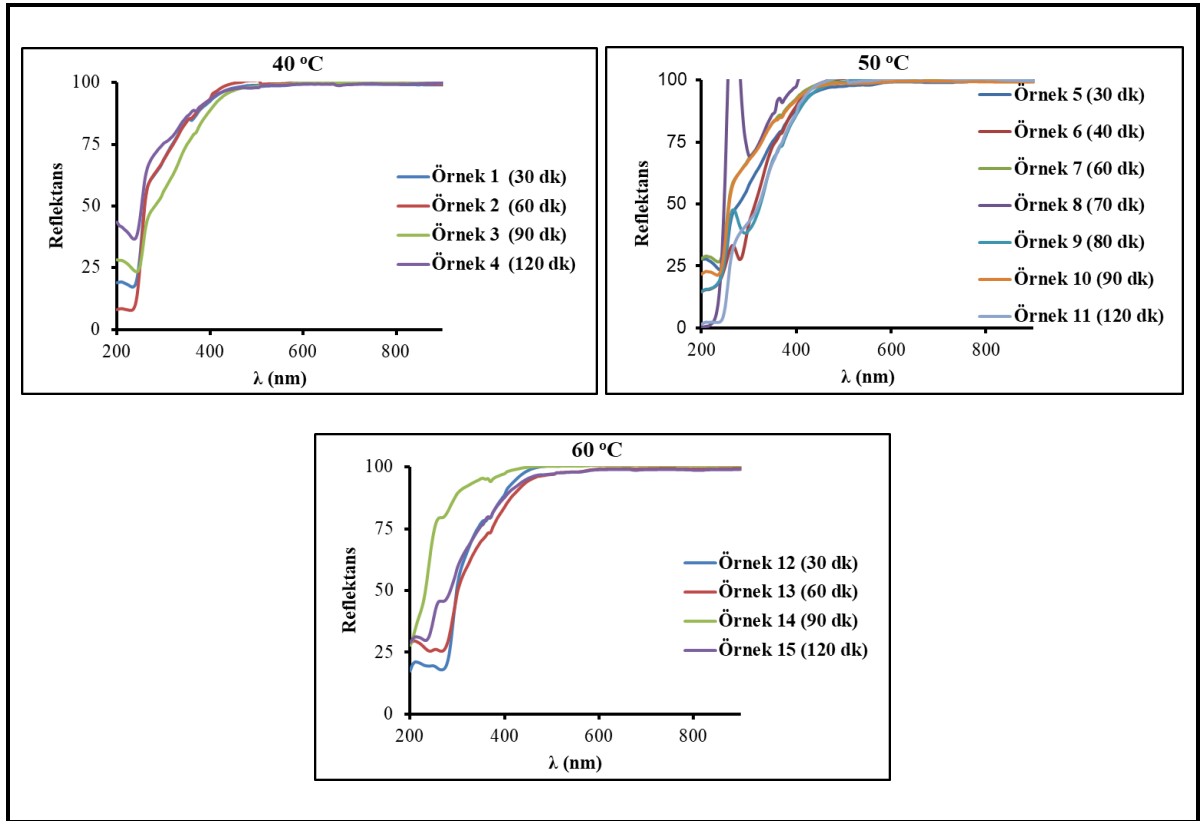 40 °C
Reflektans
100
75
50
25
0
200 400 600 800
λ (nm)
Örnek 1 (30 dk)
Örnek 2 (60 dk)
Örnek 3 (90 dk)
Örnek 4 (120 dk)
50 °C
Reflektans
100
75
50
25
0
200 400 600 800
λ (nm)
Örnek 5 (30 dk)
Örnek 6 (40 dk)
Örnek 7 (60 dk)
Örnek 8 (70 dk)
Örnek 9 (80 dk)
Örnek 10 (90 dk)
Örnek 11 (120 dk)
60 °C
Reflektans
100
75
50
25
0
200 400 600 800
λ (nm)
Örnek 12 (30 dk)
Örnek 13 (60 dk)
Örnek 14 (90 dk)
Örnek 15 (120 dk)